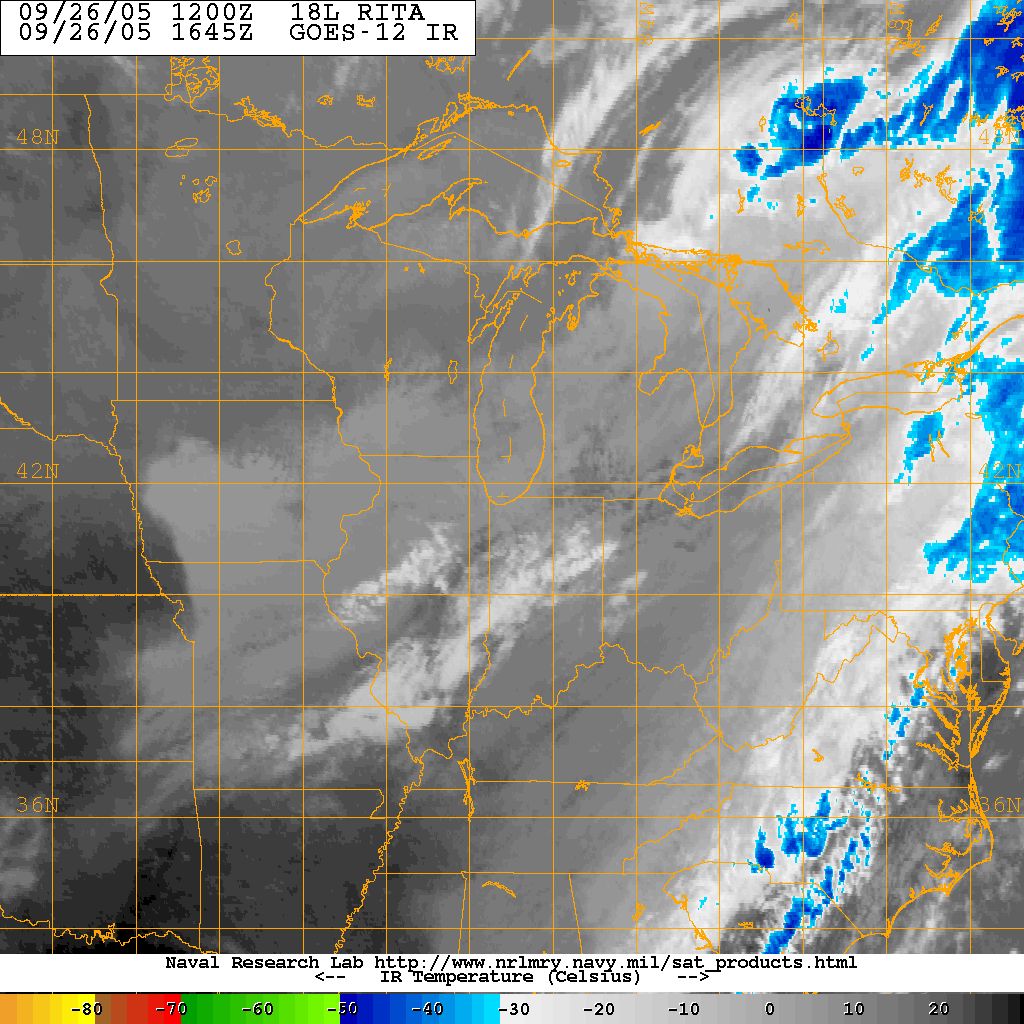 09/26/05 1200Z 18L RITA
09/26/05 1645Z GOES-12 IR
48N
42N 42N
36N 36N
Naval Research Lab http://www.nrlmry.navy.mil/sat_products.html
<-- IR Temperature (Celsius) -->
-80 -70 -60 -50 -40 -30 -20 -10 0 10 20